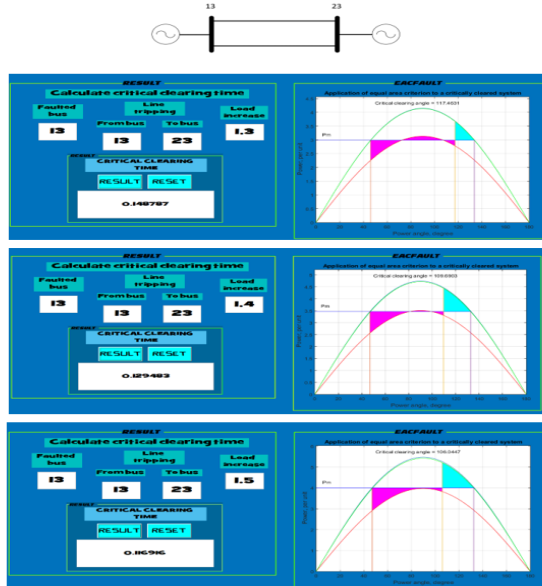 13 23
RESULT
Calculate critical clearing time
Faulted bus
Line tripping
Load increase
13
From bus
To bus
1.3
13
23
RESULT
CRITICAL CLEARING TIME
RESULT RESET
0.148787
EACFAULT
Application of equal area criterion to a critically cleared system
Critical clearing angle = 117.4031
Pm
Power, per unit
Power angle, degree
RESULT
Calculate critical clearing time
Faulted bus
Line tripping
Load increase
13
From bus
To bus
1.4
13
23
RESULT
CRITICAL CLEARING TIME
RESULT RESET
0.129483
EACFAULT
Application of equal area criterion to a critically cleared system
Critical clearing angle =
Pm
Power, per unit
Power angle, degree
RESULT
Calculate critical clearing time
Faulted bus
Line tripping
Load increase
13
From bus
To bus
1.5
13
23
RESULT
CRITICAL CLEARING TIME
RESULT RESET
0.116916
EACFAULT
Application of equal area criterion to a critically cleared system
Critical clearing angle =
Pm
Power, per unit
Power angle, degree